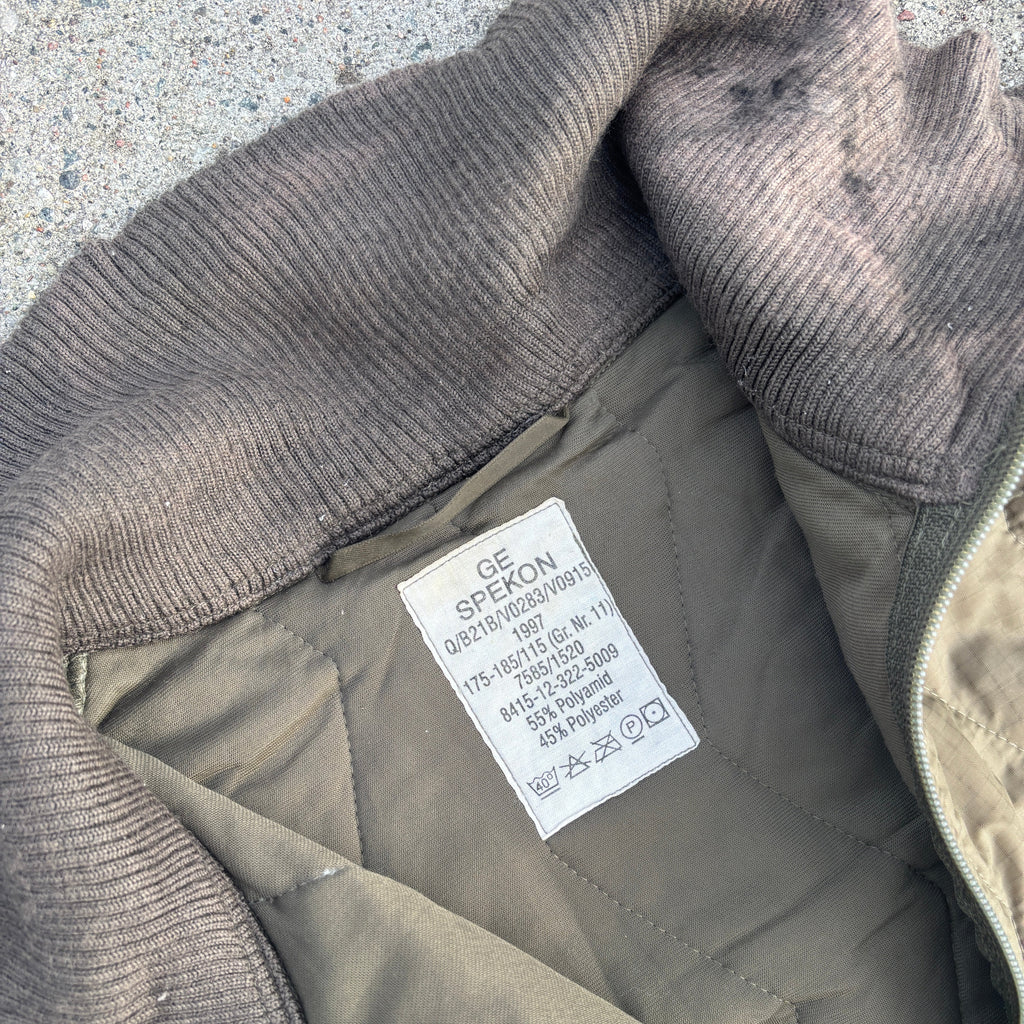 GE
SPEKON
Q/B21B/V0283/V0915
1997
175-185/115 (Gr. Nr. 11)
7585/1520
8415-12-322-5009
55% Polyamid
45% Polyester
40° P